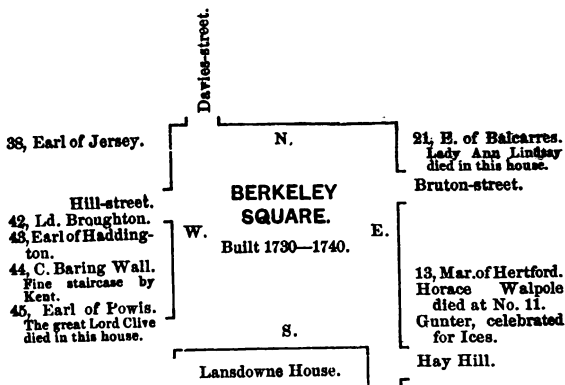 Davies-street.
38, Earl of Jersey.
N.
21, E. of Balcarres.
Lady Ann Lindsay
died in this house.
Bruton-street.
Hill-street.
42, Ld. Broughton.
43, Earl of Hadding-
ton.
44, C. Baring Wall.
Fine staircase by
Kent.
45, Earl of Powis.
The great Lord Clive
died in this house.
W.
BERKELEY
SQUARE.
Built 1730—1740.
E.
13, Mar. of Hertford.
Horace Walpole
died at No. 11.
Gunter, celebrated
for Ices.
S.
Lansdowne House.
Hay Hill.